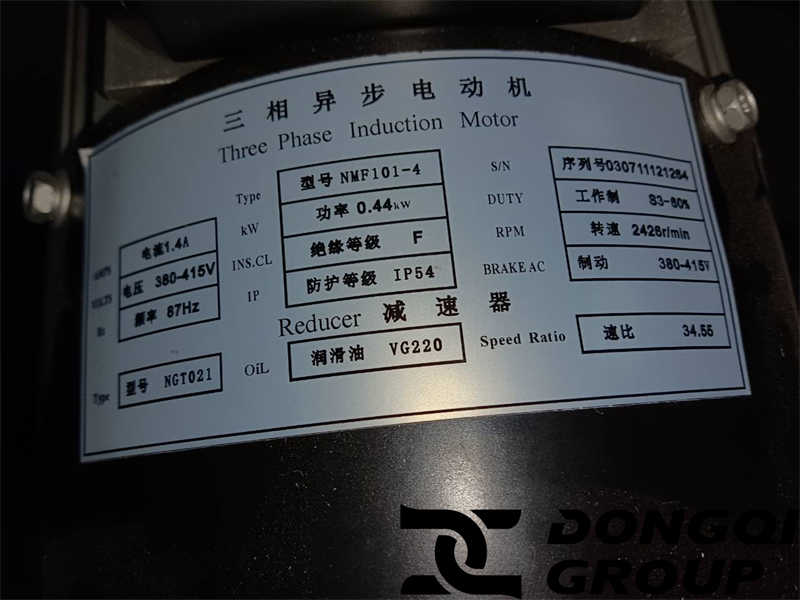 三相异步电动机
Three Phase Induction Motor
Type 型号 NMF101-4 S/N 序列号030711121264
kW 功率 0.44kW DUTY 工作制 S3-60%
AMPS 电流1.4A INS.CL 绝缘等级 F RPM 转速 2426r/min
VOLTS 电压 380-415V IP 防护等级 IP54 BRAKE AC 制动 380-415V
Hz 频率 87Hz
Reducer 减速器
Type 型号 NGT021 OiL 润滑油 VG220 Speed Ratio 速比 34.55
DONGQI
GROUP